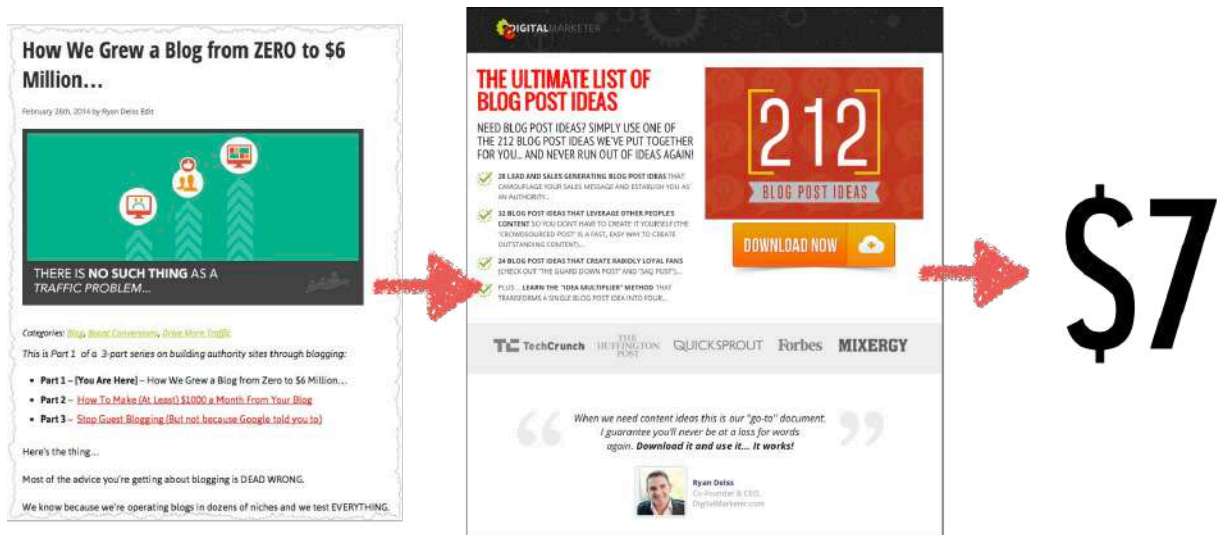 How We Grew a Blog from ZERO to $6
Million...
February 26th, 2014 by Ryan Deiss Edit
THERE IS NO SUCH THING AS A
TRAFFIC PROBLEM...
Categories: Blog, Boost Conversions, Drive More Traffic
This is Part 1 of a 3-part series on building authority sites through blogging:
• Part 1 – [You Are Here] – How We Grew a Blog from Zero to $6 Million...
• Part 2 – How To Make (At Least) $1000 a Month From Your Blog
• Part 3 – Stop Guest Blogging (But not because Google told you to)
Here's the thing...
Most of the advice you're getting about blogging is DEAD WRONG.
We know because we're operating blogs in dozens of niches and we test EVERYTHING.
DIGITALMARKETER
THE ULTIMATE LIST OF
BLOG POST IDEAS
NEED BLOG POST IDEAS? SIMPLY USE ONE OF
THE 212 BLOG POST IDEAS WE'VE PUT TOGETHER
FOR YOU... AND NEVER RUN OUT OF IDEAS AGAIN!
28 LEAD AND SALES GENERATING BLOG POST IDEAS THAT
CAMOUFLAGE YOUR SALES MESSAGE AND ESTABLISH YOU AS
AN AUTHORITY...
32 BLOG POST IDEAS THAT LEVERAGE OTHER PEOPLE'S
CONTENT SO YOU DON'T HAVE TO CREATE IT YOURSELF (THE
"CROWDSOURCED POST" IS A FAST, EASY WAY TO CREATE
OUTSTANDING CONTENT)...
24 BLOG POST IDEAS THAT CREATE RABIDLY LOYAL FANS
(CHECK OUT "THE GUARD DOWN POST" AND "SAQ POST")...
PLUS... LEARN THE "IDEA MULTIPLIER" METHOD THAT
TRANSFORMS A SINGLE BLOG POST IDEA INTO FOUR...
212
BLOG POST IDEAS
DOWNLOAD NOW
TC TechCrunch THE HUFFINGTON POST QUICKSPROUT Forbes MIXERGY
When we need content ideas this is our "go-to" document.
I guarantee you'll never be at a loss for words
again. Download it and use it... It works!
Ryan Deiss
Co-Founder & CEO,
DigitalMarketer.com
$7